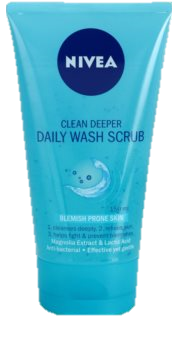 NIVEA
CLEAN DEEPER
DAILY WASH SCRUB
150 ml
BLEMISH PRONE SKIN
1. cleanses deeply, 2. refines skin,
3. helps fight & prevent blemishes
Magnolia Extract & Lactic Acid
Anti-bacterial • Effective yet gentle